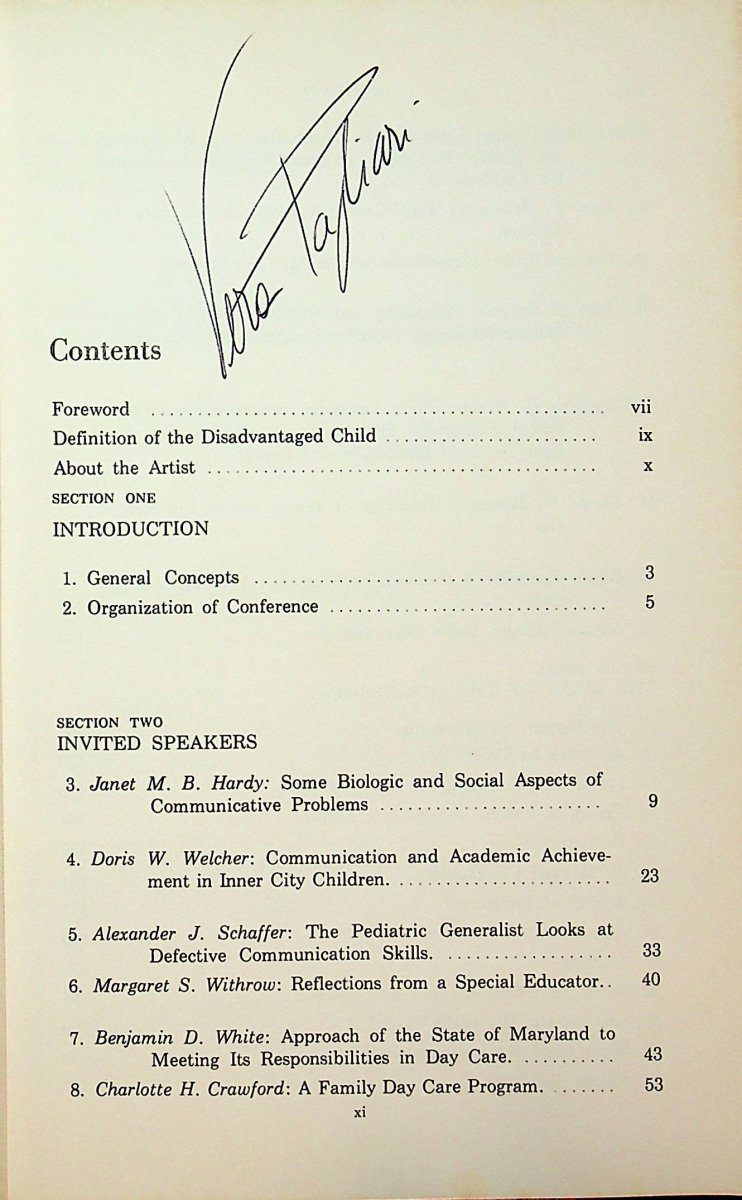 Vera Pagliari
Contents
Foreword ................................................ vii
Definition of the Disadvantaged Child ....................... ix
About the Artist .......................................... x
SECTION ONE
INTRODUCTION
1. General Concepts ...................................... 3
2. Organization of Conference .............................. 5
SECTION TWO
INVITED SPEAKERS
3. Janet M. B. Hardy: Some Biologic and Social Aspects of
Communicative Problems ........................ 9
4. Doris W. Welcher: Communication and Academic Achieve-
ment in Inner City Children. ....................... 23
5. Alexander J. Schaffer: The Pediatric Generalist Looks at
Defective Communication Skills. .................. 33
6. Margaret S. Withrow: Reflections from a Special Educator.. 40
7. Benjamin D. White: Approach of the State of Maryland to
Meeting Its Responsibilities in Day Care. .......... 43
8. Charlotte H. Crawford: A Family Day Care Program. ....... 53
xi